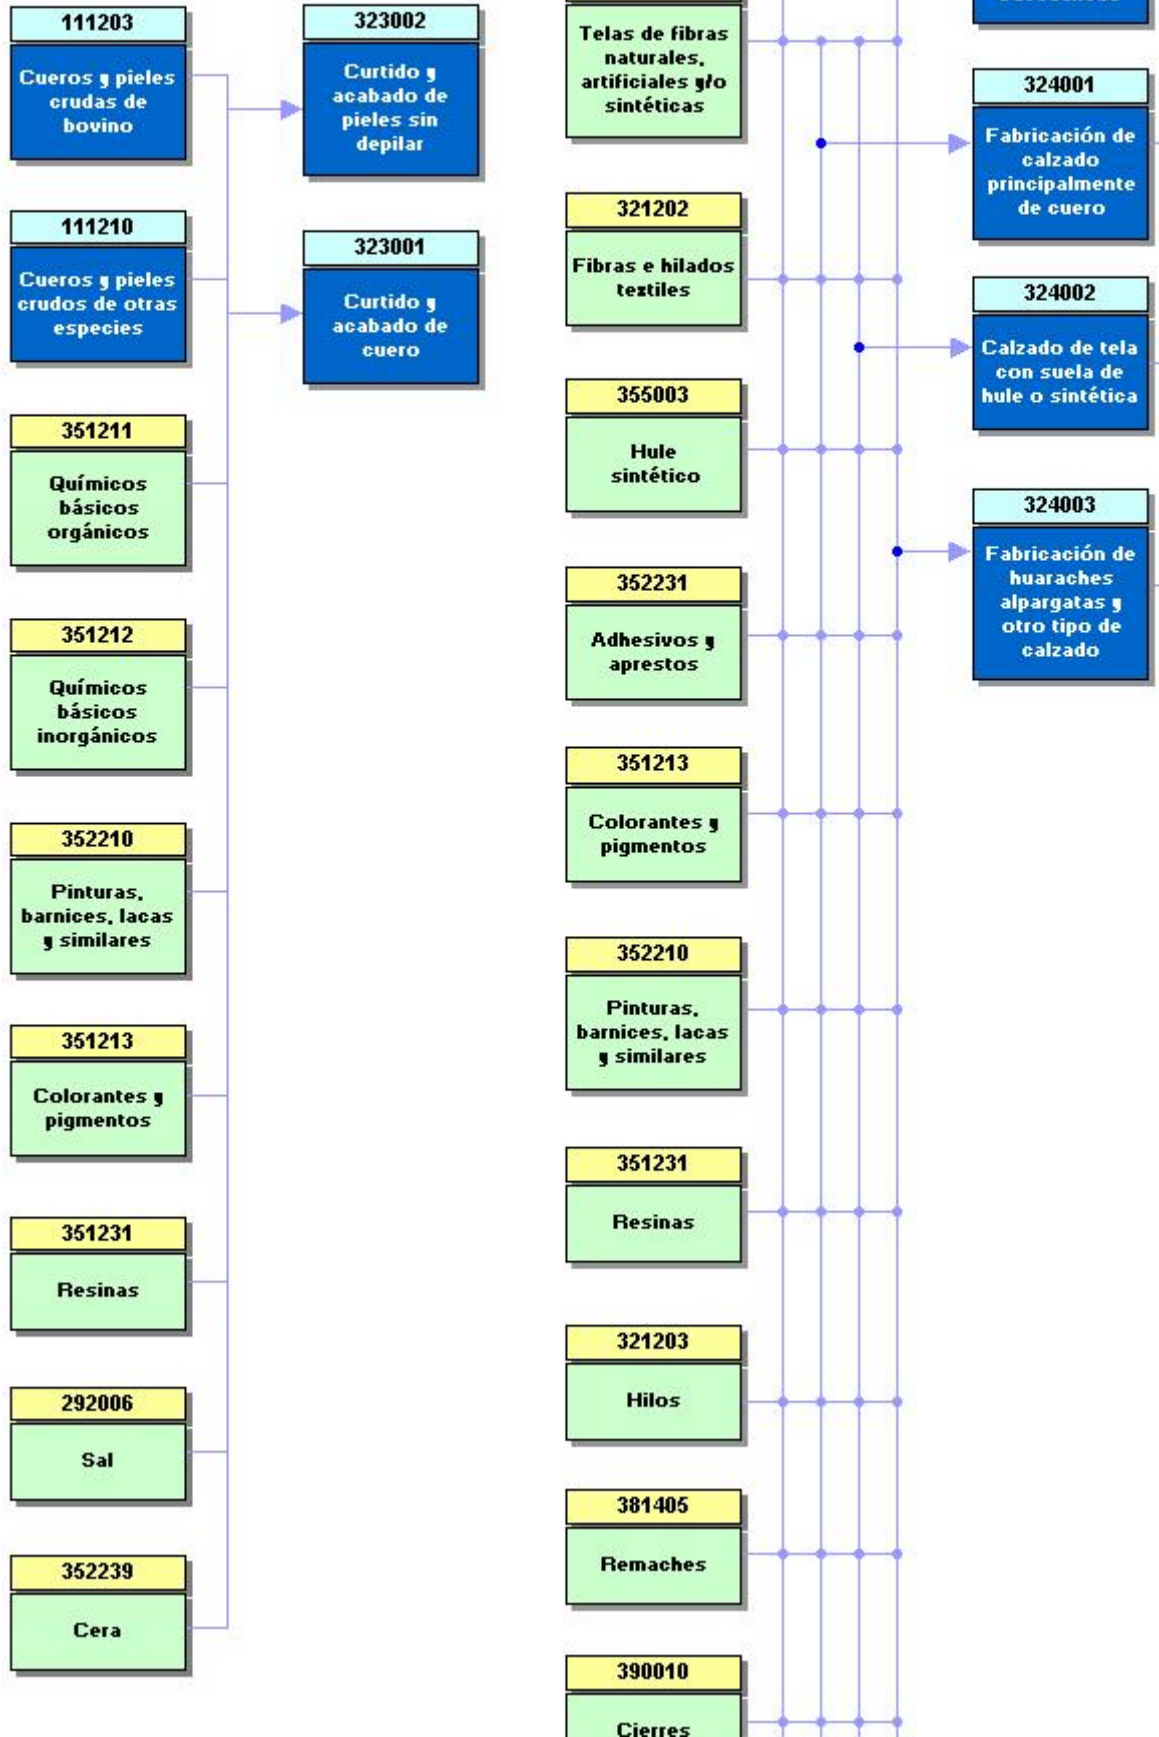 111203
Cueros y pieles
crudas de
bovino
111210
Cueros y pieles
crudos de otras
especies
351211
Químicos
básicos
orgánicos
351212
Químicos
básicos
inorgánicos
352210
Pinturas,
barnices, lacas
y similares
351213
Colorantes y
pigmentos
351231
Resinas
292006
Sal
352239
Cera
323002
Curtido y
acabado de
pieles sin
depilar
323001
Curtido y
acabado de
cuero
Telas de fibras
naturales,
artificiales y/o
sintéticas
321202
Fibras e hilados
textiles
355003
Hule
sintético
352231
Adhesivos y
aprestos
351213
Colorantes y
pigmentos
352210
Pinturas,
barnices, lacas
y similares
351231
Resinas
321203
Hilos
381405
Remaches
390010
Cierres
324001
Fabricación de
calzado
principalmente
de cuero
324002
Calzado de tela
con suela de
hule o sintética
324003
Fabricación de
huaraches
alpargatas y
otro tipo de
calzado